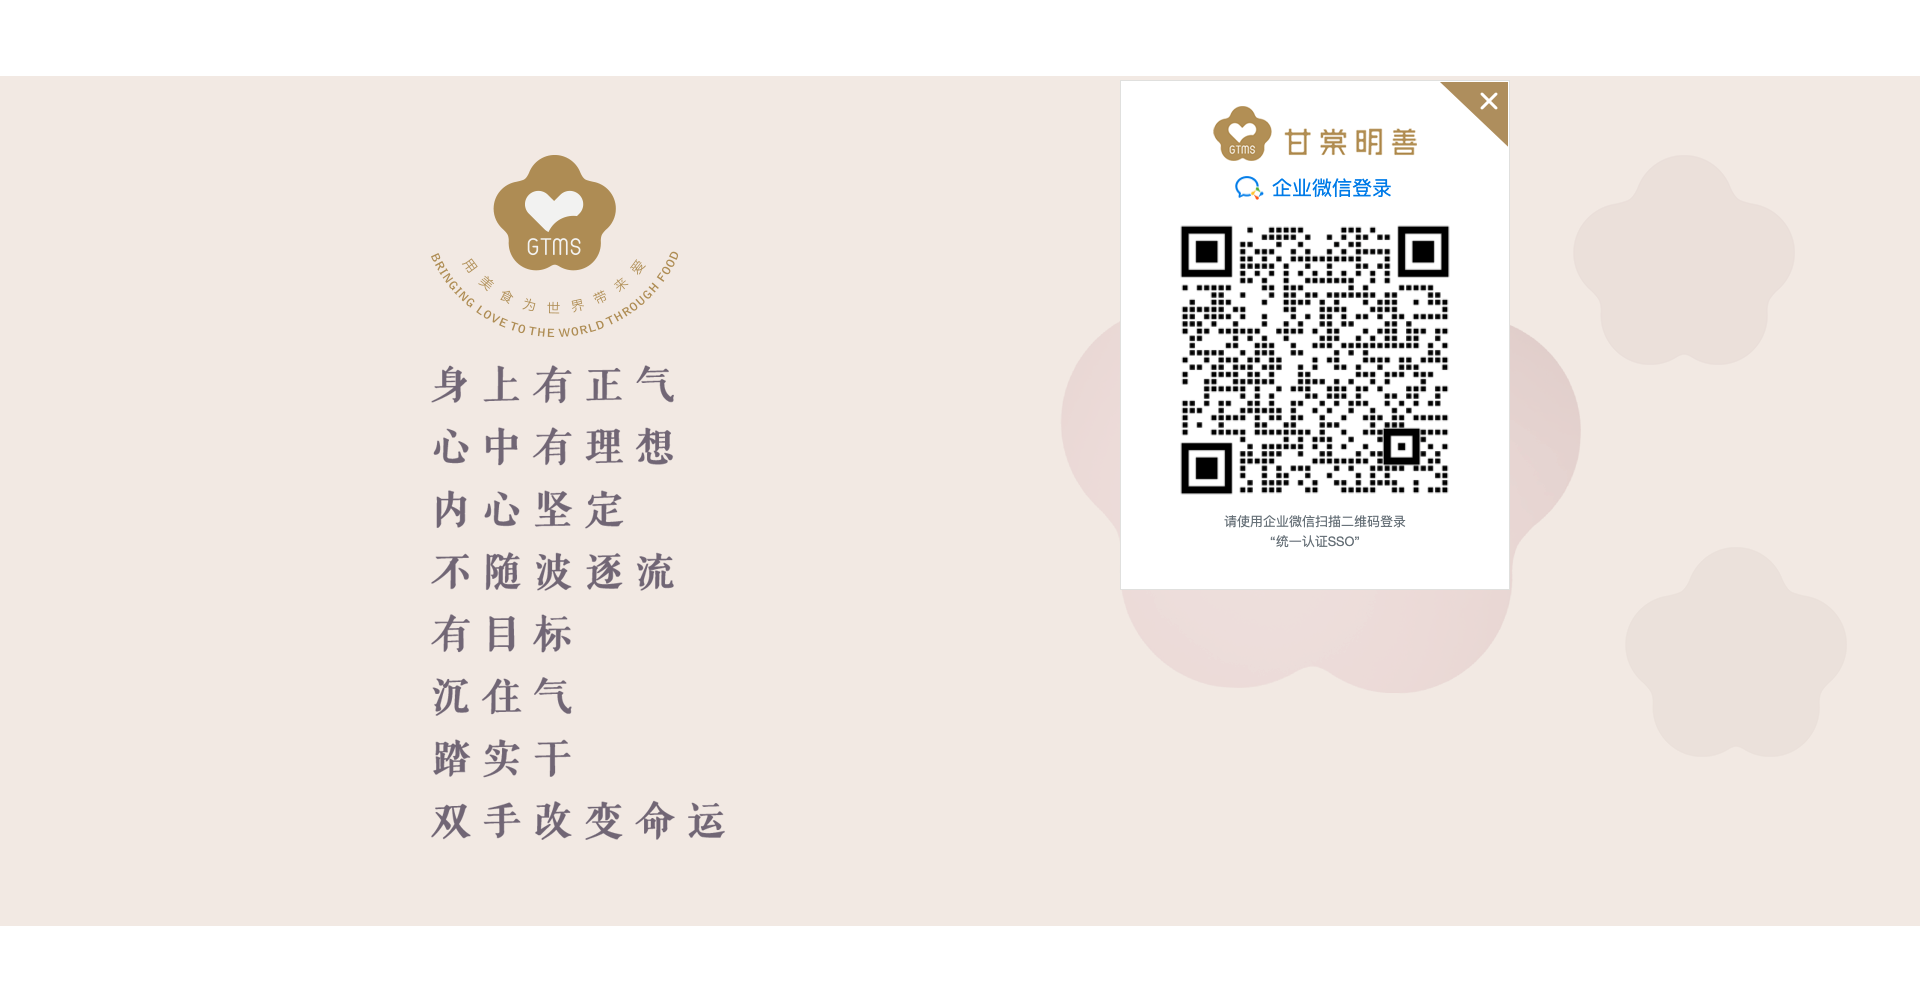 GTMS
用美食为世界带来爱
BRINGING LOVE TO THE WORLD THROUGH FOOD
身上有正气
心中有理想
内心坚定
不随波逐流
有目标
沉住气
踏实干
双手改变命运
GTMS
甘棠明善
企业微信登录
请使用企业微信扫描二维码登录
“统一认证SSO”